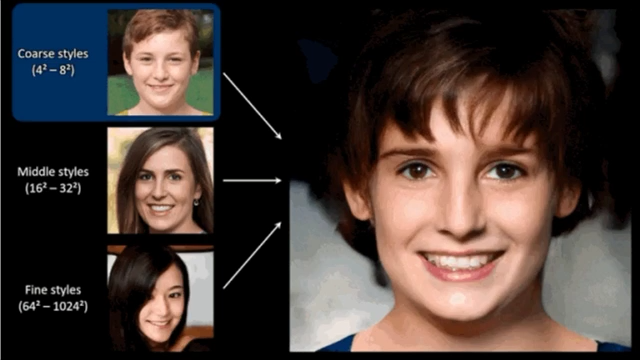 Coarse styles
(4² – 8²)
Middle styles
(16² – 32²)
Fine styles
(64² – 1024²)